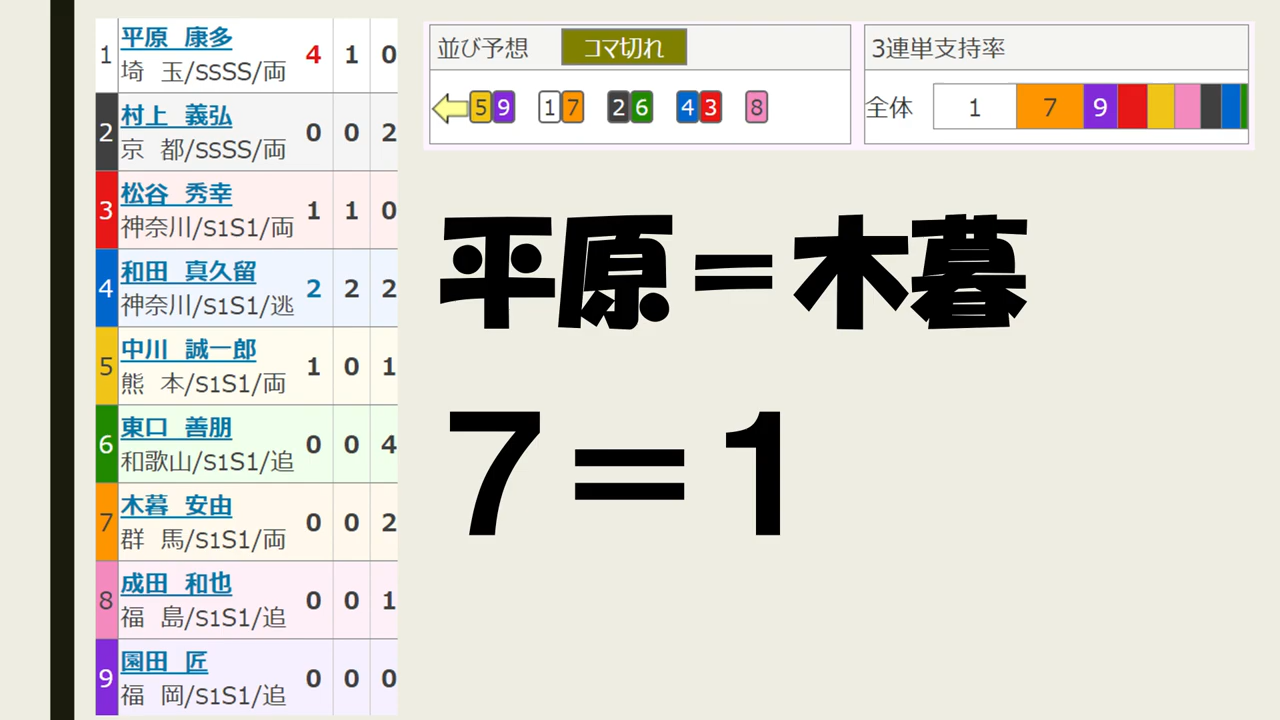 1 平原 康多 4 1 0
埼 玉/SSSS/両
2 村上 義弘 0 0 2
京 都/SSSS/両
3 松谷 秀幸 1 1 0
神奈川/S1S1/両
4 和田 真久留 2 2 2
神奈川/S1S1/逃
5 中川 誠一郎 1 0 1
熊 本/S1S1/両
6 東口 善朋 0 0 4
和歌山/S1S1/追
7 木暮 安由 0 0 2
群 馬/S1S1/両
8 成田 和也 0 0 1
福 島/S1S1/追
9 園田 匠 0 0 0
福 岡/S1S1/追
並び予想 コマ切れ
5 9 1 7 2 6 4 3 8
3連単支持率
全体 1 7 9
平原=木暮
7=1